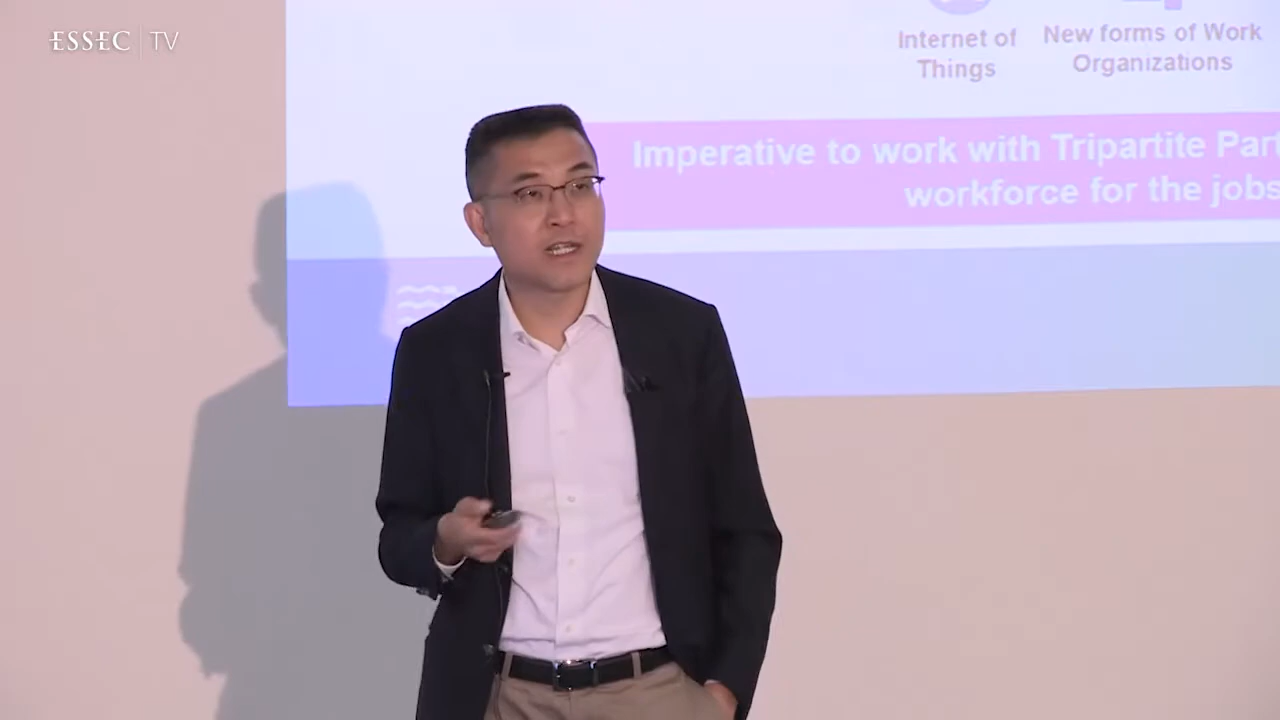 ESSEC TV
Internet of
Things
New forms of Work
Organizations
Imperative to work with Tripartite Part
workforce for the jobs